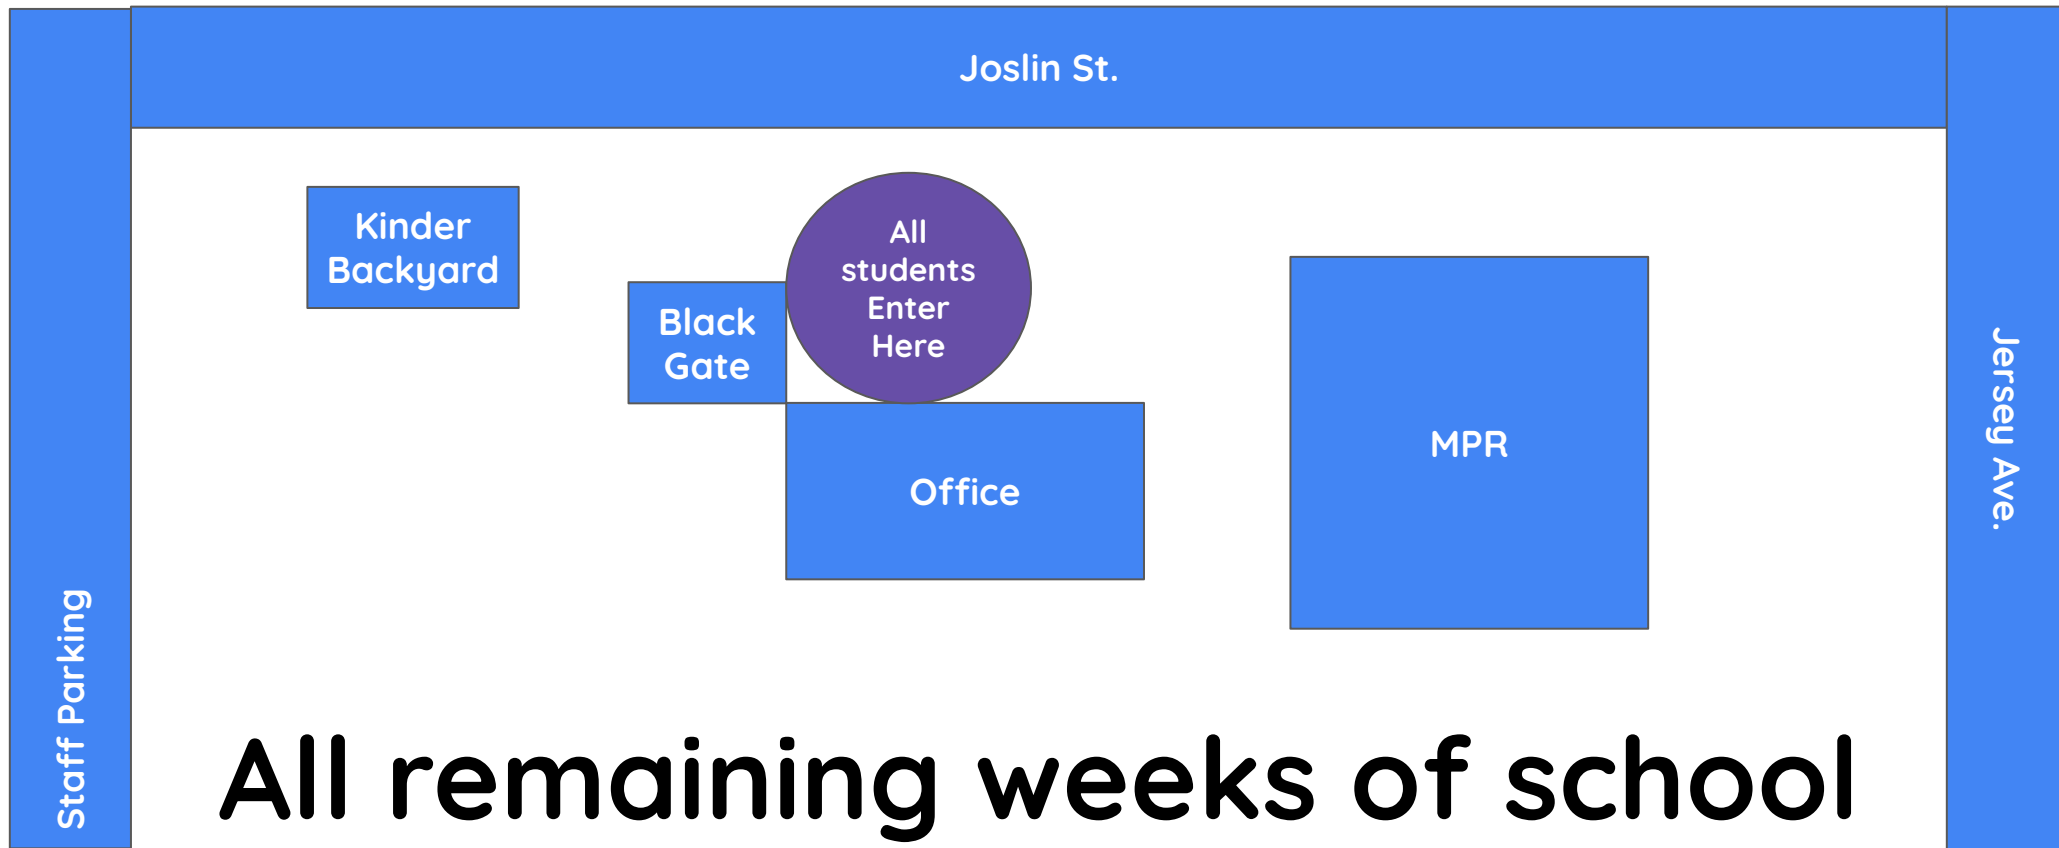 Joslin St.
Kinder
Backyard
All
students
Enter
Here
Black
Gate
Office
MPR
Jersey Ave.
Staff Parking
All remaining weeks of school